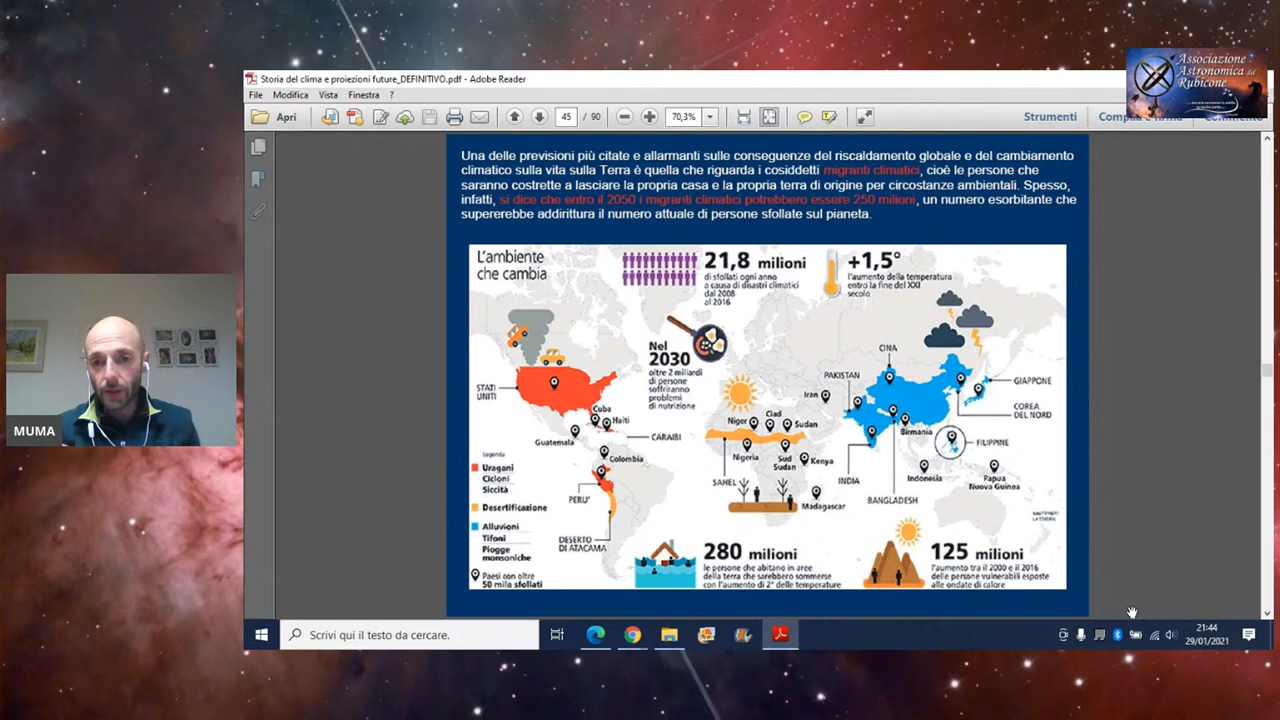 Storia del clima e proiezioni future_DEFINITIVO.pdf - Adobe Reader
File Modifica Vista Finestra ?
Apri
45 / 90
70,3%
Strumenti
Associazione
Astronomica del
Rubicone
Una delle previsioni più citate e allarmanti sulle conseguenze del riscaldamento globale e del cambiamento
climatico sulla vita sulla Terra è quella che riguarda i cosiddetti migranti climatici, cioè le persone che
saranno costrette a lasciare la propria casa e la propria terra di origine per circostanze ambientali. Spesso,
infatti, si dice che entro il 2050 i migranti climatici potrebbero essere 250 milioni, un numero esorbitante che
supererebbe addirittura il numero attuale di persone sfollate sul pianeta.
L'ambiente
che cambia
21,8 milioni
di sfollati ogni anno
a causa di disastri climatici
dal 2008
al 2016
+1,5°
l'aumento della temperatura
entro la fine del XXI
secolo
Nel
2030
oltre 2 miliardi
di persone
soffriranno
problemi
di nutrizione
STATI
UNITI
Cuba
Haiti
Guatemala
CARAIBI
Colombia
PERU'
DESERTO
DI ATACAMA
Niger
Ciad
Sudan
Nigeria
Sud
Sudan
Kenya
SAHEL
Madagascar
Iran
PAKISTAN
CINA
GIAPPONE
COREA
DEL NORD
Birmania
FILIPPINE
INDIA
BANGLADESH
Indonesia
Papua
Nuova Guinea
Legenda
Uragani
Cicloni
Siccità
Desertificazione
Alluvioni
Tifoni
Piogge
monsoniche
Paesi con oltre
50 mila sfollati
280 milioni
le persone che abitano in aree
della terra che sarebbero sommerse
con l'aumento di 2° delle temperature
125 milioni
l'aumento tra il 2000 e il 2016
delle persone vulnerabili esposte
alle ondate di calore
LA STAMPA
MUMA
Scrivi qui il testo da cercare.
21:44
29/01/2021